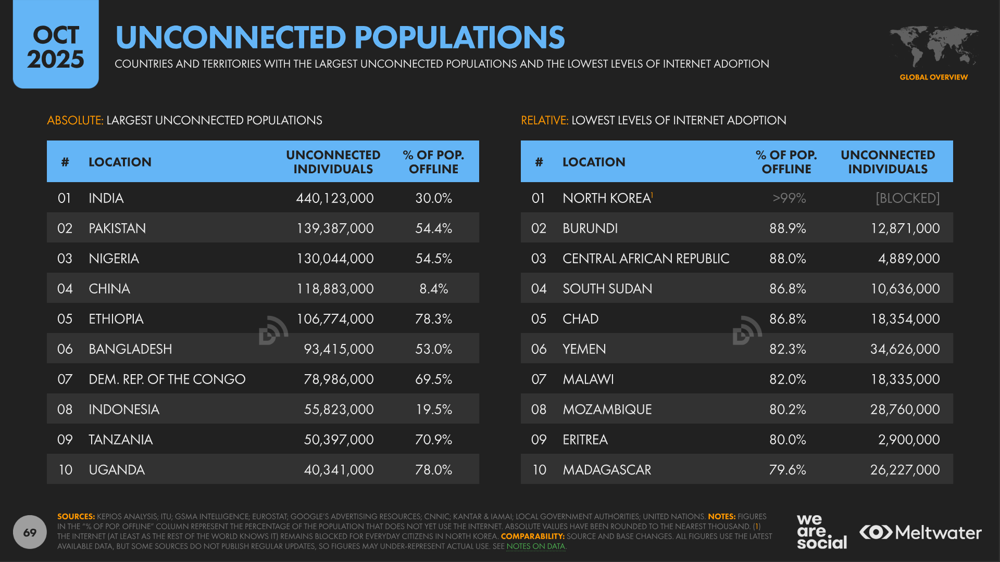 OCT
2025
UNCONNECTED POPULATIONS
COUNTRIES AND TERRITORIES WITH THE LARGEST UNCONNECTED POPULATIONS AND THE LOWEST LEVELS OF INTERNET ADOPTION
GLOBAL OVERVIEW
ABSOLUTE: LARGEST UNCONNECTED POPULATIONS
# LOCATION UNCONNECTED INDIVIDUALS % OF POP. OFFLINE
01 INDIA 440,123,000 30.0%
02 PAKISTAN 139,387,000 54.4%
03 NIGERIA 130,044,000 54.5%
04 CHINA 118,883,000 8.4%
05 ETHIOPIA 106,774,000 78.3%
06 BANGLADESH 93,415,000 53.0%
07 DEM. REP. OF THE CONGO 78,986,000 69.5%
08 INDONESIA 55,823,000 19.5%
09 TANZANIA 50,397,000 70.9%
10 UGANDA 40,341,000 78.0%
RELATIVE: LOWEST LEVELS OF INTERNET ADOPTION
# LOCATION % OF POP. OFFLINE UNCONNECTED INDIVIDUALS
01 NORTH KOREA¹ >99% [BLOCKED]
02 BURUNDI 88.9% 12,871,000
03 CENTRAL AFRICAN REPUBLIC 88.0% 4,889,000
04 SOUTH SUDAN 86.8% 10,636,000
05 CHAD 86.8% 18,354,000
06 YEMEN 82.3% 34,626,000
07 MALAWI 82.0% 18,335,000
08 MOZAMBIQUE 80.2% 28,760,000
09 ERITREA 80.0% 2,900,000
10 MADAGASCAR 79.6% 26,227,000
69
SOURCES: KEPIOS ANALYSIS; ITU; GSMA INTELLIGENCE; EUROSTAT; GOOGLE'S ADVERTISING RESOURCES; CNNIC; KANTAR & IAMAI; LOCAL GOVERNMENT AUTHORITIES; UNITED NATIONS. NOTES: FIGURES
IN THE "% OF POP. OFFLINE" COLUMN REPRESENT THE PERCENTAGE OF THE POPULATION THAT DOES NOT YET USE THE INTERNET. ABSOLUTE VALUES HAVE BEEN ROUNDED TO THE NEAREST THOUSAND. (1)
THE INTERNET (AT LEAST AS THE REST OF THE WORLD KNOWS IT) REMAINS BLOCKED FOR EVERYDAY CITIZENS IN NORTH KOREA. COMPARABILITY: SOURCE AND BASE CHANGES. ALL FIGURES USE THE LATEST
AVAILABLE DATA, BUT SOME SOURCES DO NOT PUBLISH REGULAR UPDATES, SO FIGURES MAY UNDER-REPRESENT ACTUAL USE. SEE NOTES ON DATA.
we
are.
social
Meltwater